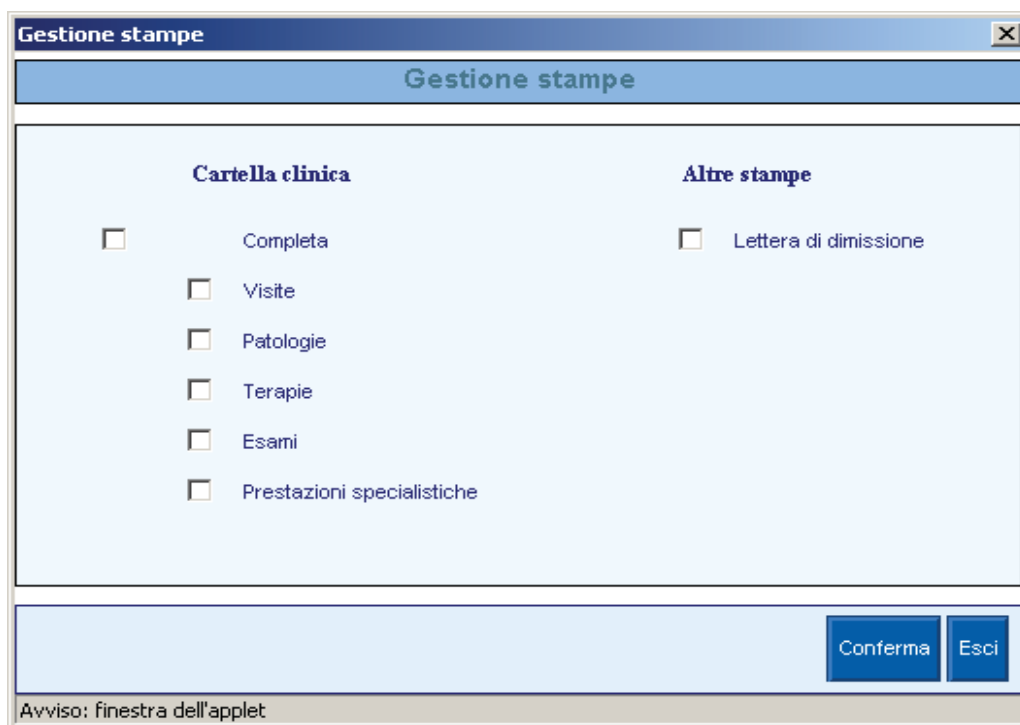 Gestione stampe
Gestione stampe
Cartella clinica
Completa
Visite
Patologie
Terapie
Esami
Prestazioni specialistiche
Altre stampe
Lettera di dimissione
Conferma
Esci
Avviso: finestra dell'applet